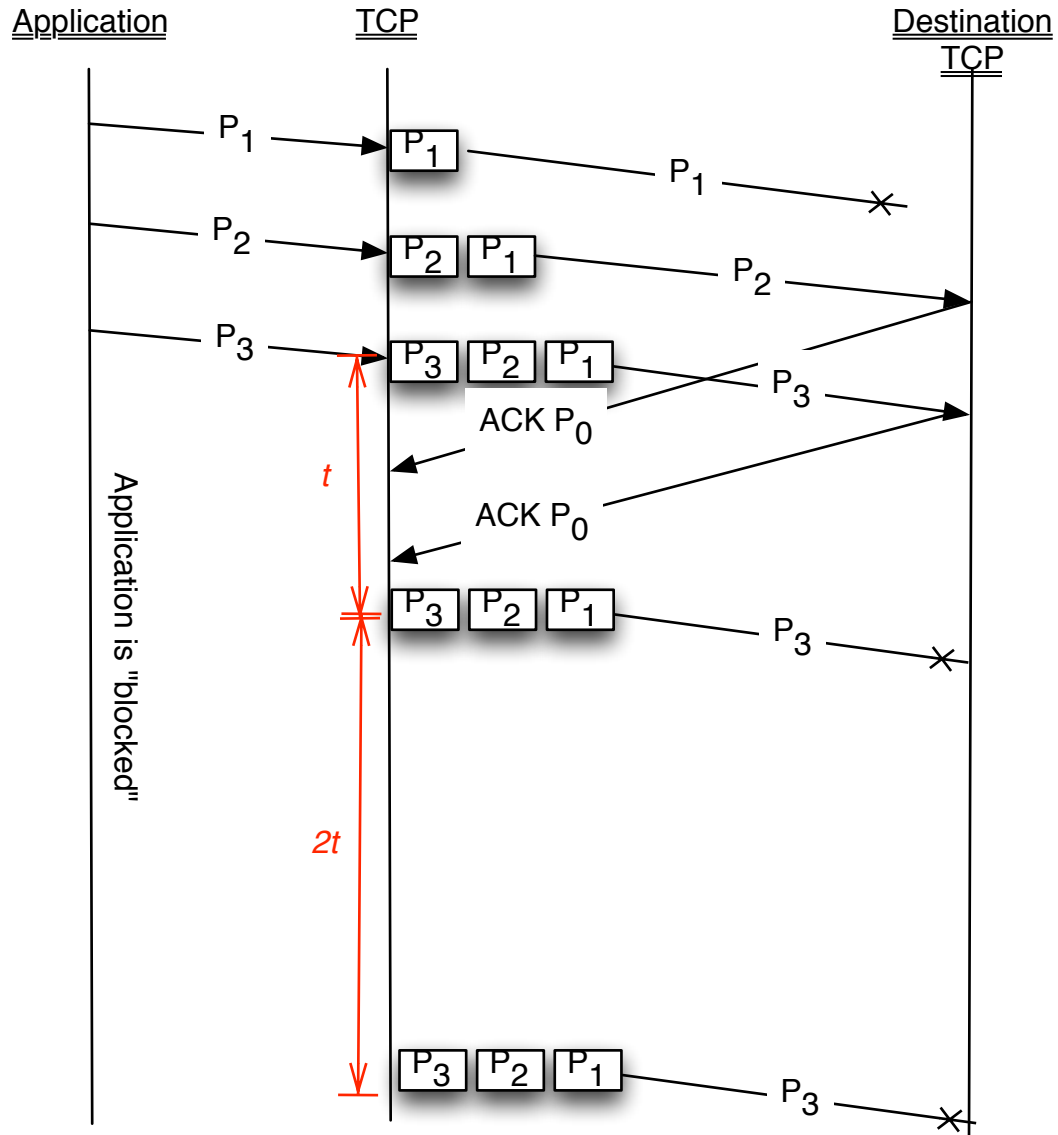 Application
TCP
Destination
TCP
P1
P1
P1
P2
P2 P1
P2
P3
P3 P2 P1
P3
ACK P0
t
ACK P0
Application is "blocked"
P3 P2 P1
P3
2t
P3 P2 P1
P3